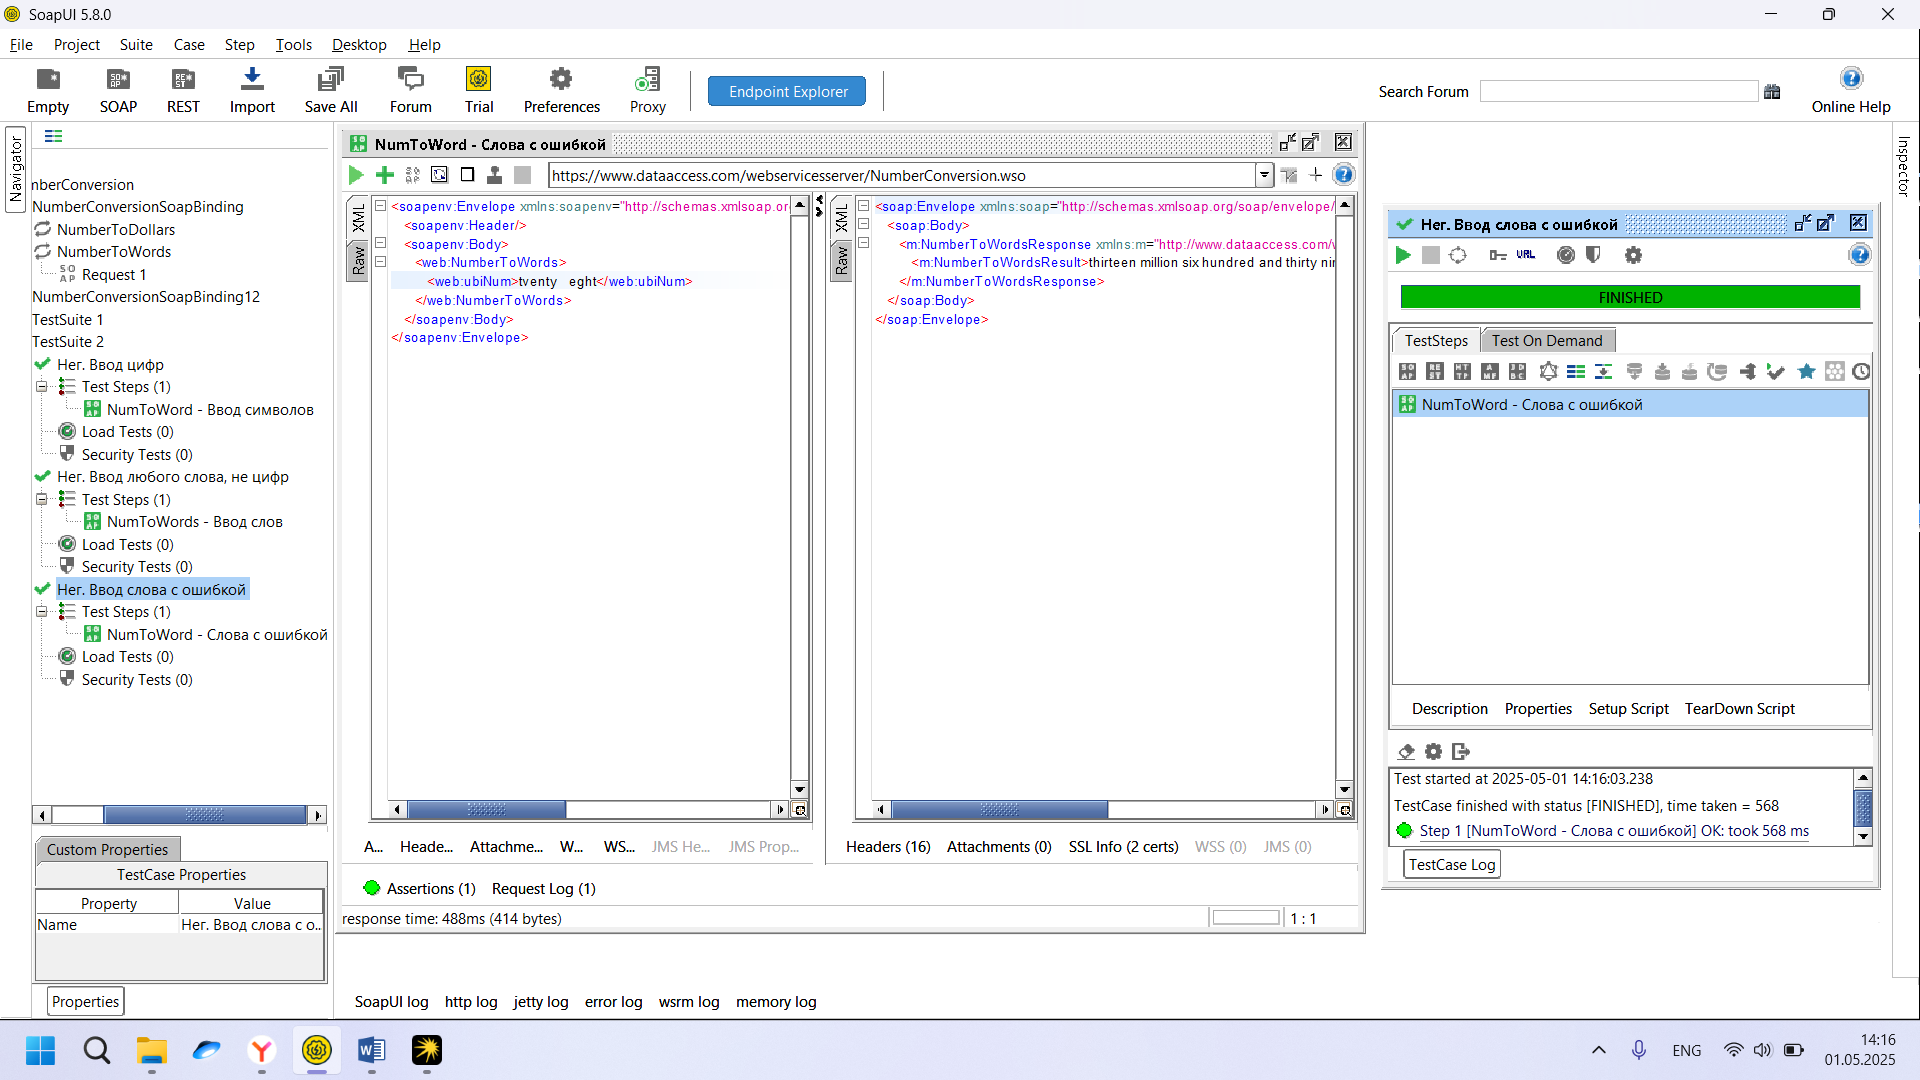 SoapUI 5.8.0
File Project Suite Case Step Tools Desktop Help
Empty SOAP REST Import Save All Forum Trial Preferences Proxy
Endpoint Explorer
Search Forum
Online Help
Navigator
nberConversion
NumberConversionSoapBinding
NumberToDollars
NumberToWords
Request 1
NumberConversionSoapBinding12
TestSuite 1
TestSuite 2
Нег. Ввод цифр
Test Steps (1)
NumToWord - Ввод символов
Load Tests (0)
Security Tests (0)
Нег. Ввод любого слова, не цифр
Test Steps (1)
NumToWords - Ввод слов
Load Tests (0)
Security Tests (0)
Нег. Ввод слова с ошибкой
Test Steps (1)
NumToWord - Слова с ошибкой
Load Tests (0)
Security Tests (0)
Custom Properties
TestCase Properties
Property Value
Name Нег. Ввод слова с о...
Properties
NumToWord - Слова с ошибкой
https://www.dataaccess.com/webservicesserver/NumberConversion.wso
XML
Raw
<soapenv:Envelope xmlns:soapenv="http://schemas.xmlsoap.or
<soapenv:Header/>
<soapenv:Body>
<web:NumberToWords>
<web:ubiNum>tventy   eght</web:ubiNum>
</web:NumberToWords>
</soapenv:Body>
</soapenv:Envelope>
XML
Raw
<soap:Envelope xmlns:soap="http://schemas.xmlsoap.org/soap/envelope/
<soap:Body>
<m:NumberToWordsResponse xmlns:m="http://www.dataaccess.com/
<m:NumberToWordsResult>thirteen million six hundred and thirty nin
</m:NumberToWordsResponse>
</soap:Body>
</soap:Envelope>
A... Heade... Attachme... W... WS... JMS He... JMS Prop...
Headers (16) Attachments (0) SSL Info (2 certs) WSS (0) JMS (0)
Assertions (1) Request Log (1)
response time: 488ms (414 bytes)
1 : 1
SoapUI log http log jetty log error log wsrm log memory log
Нег. Ввод слова с ошибкой
URL
FINISHED
TestSteps Test On Demand
NumToWord - Слова с ошибкой
Description Properties Setup Script TearDown Script
Test started at 2025-05-01 14:16:03.238
TestCase finished with status [FINISHED], time taken = 568
Step 1 [NumToWord - Слова с ошибкой] OK: took 568 ms
TestCase Log
Inspector
ENG
14:16
01.05.2025